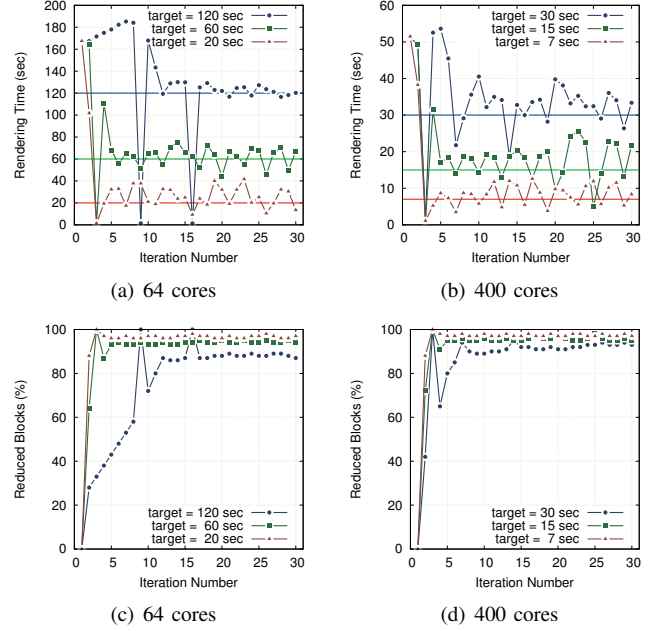 Rendering Time (sec)
200
180
160
140
120
100
80
60
40
20
0
0
5
10
15
20
25
30
Iteration Number
target = 120 sec
target = 60 sec
target = 20 sec
(a) 64 cores
Rendering Time (sec)
60
50
40
30
20
10
0
0
5
10
15
20
25
30
Iteration Number
target = 30 sec
target = 15 sec
target = 7 sec
(b) 400 cores
Reduced Blocks (%)
100
80
60
40
20
0
0
5
10
15
20
25
30
Iteration Number
target = 120 sec
target = 60 sec
target = 20 sec
(c) 64 cores
Reduced Blocks (%)
100
80
60
40
20
0
0
5
10
15
20
25
30
Iteration Number
target = 30 sec
target = 15 sec
target = 7 sec
(d) 400 cores